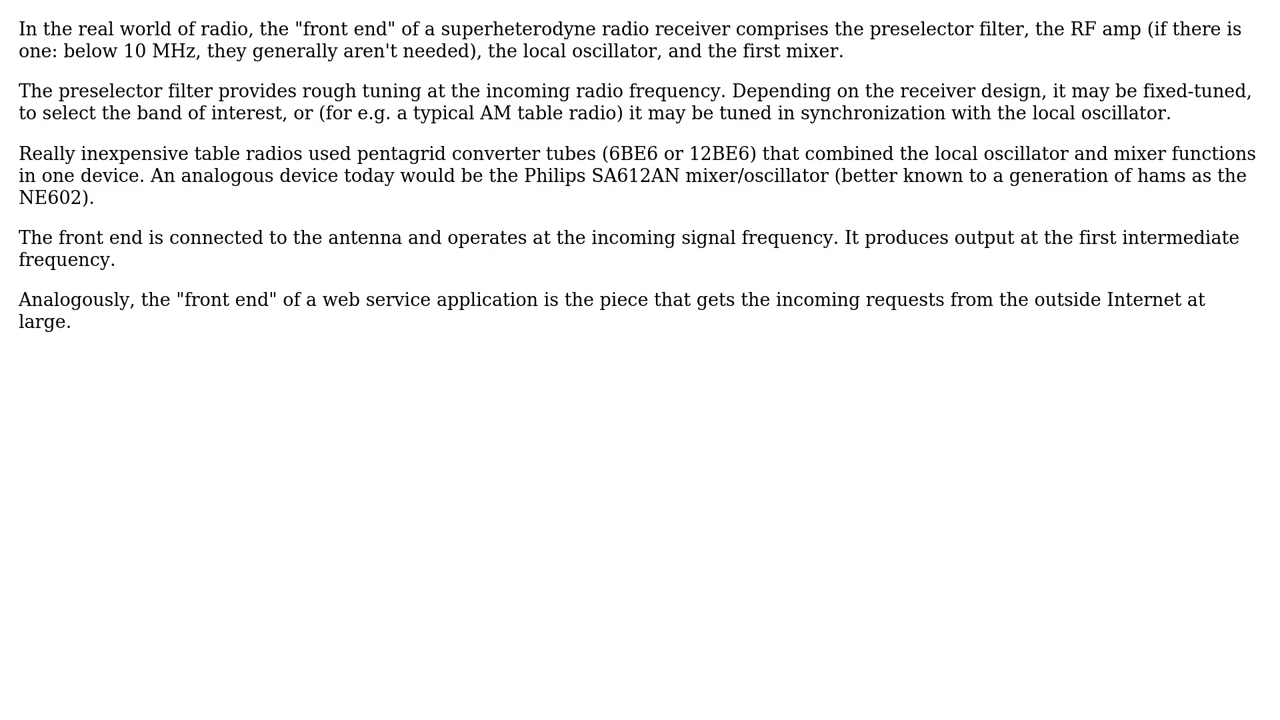 In the real world of radio, the "front end" of a superheterodyne radio receiver comprises the preselector filter, the RF amp (if there is
one: below 10 MHz, they generally aren't needed), the local oscillator, and the first mixer.
The preselector filter provides rough tuning at the incoming radio frequency. Depending on the receiver design, it may be fixed-tuned,
to select the band of interest, or (for e.g. a typical AM table radio) it may be tuned in synchronization with the local oscillator.
Really inexpensive table radios used pentagrid converter tubes (6BE6 or 12BE6) that combined the local oscillator and mixer functions
in one device. An analogous device today would be the Philips SA612AN mixer/oscillator (better known to a generation of hams as the
NE602).
The front end is connected to the antenna and operates at the incoming signal frequency. It produces output at the first intermediate
frequency.
Analogously, the "front end" of a web service application is the piece that gets the incoming requests from the outside Internet at
large.